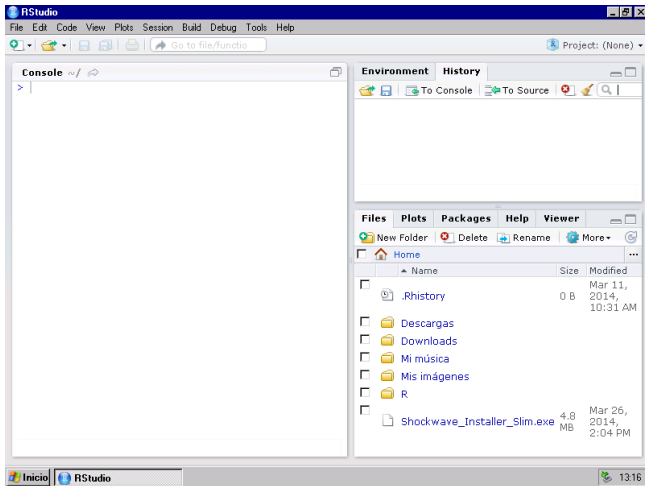 RStudio
File Edit Code View Plots Session Build Debug Tools Help
Go to file/functio
Project: (None)
Console ~/
>
Environment History
To Console To Source
Files Plots Packages Help Viewer
New Folder Delete Rename More
Home ...
Name Size Modified
.Rhistory 0 B Mar 11, 2014, 10:31 AM
Descargas
Downloads
Mi música
Mis imágenes
R
Shockwave_Installer_Slim.exe 4.8 MB Mar 26, 2014, 2:04 PM
Inicio RStudio 13:16